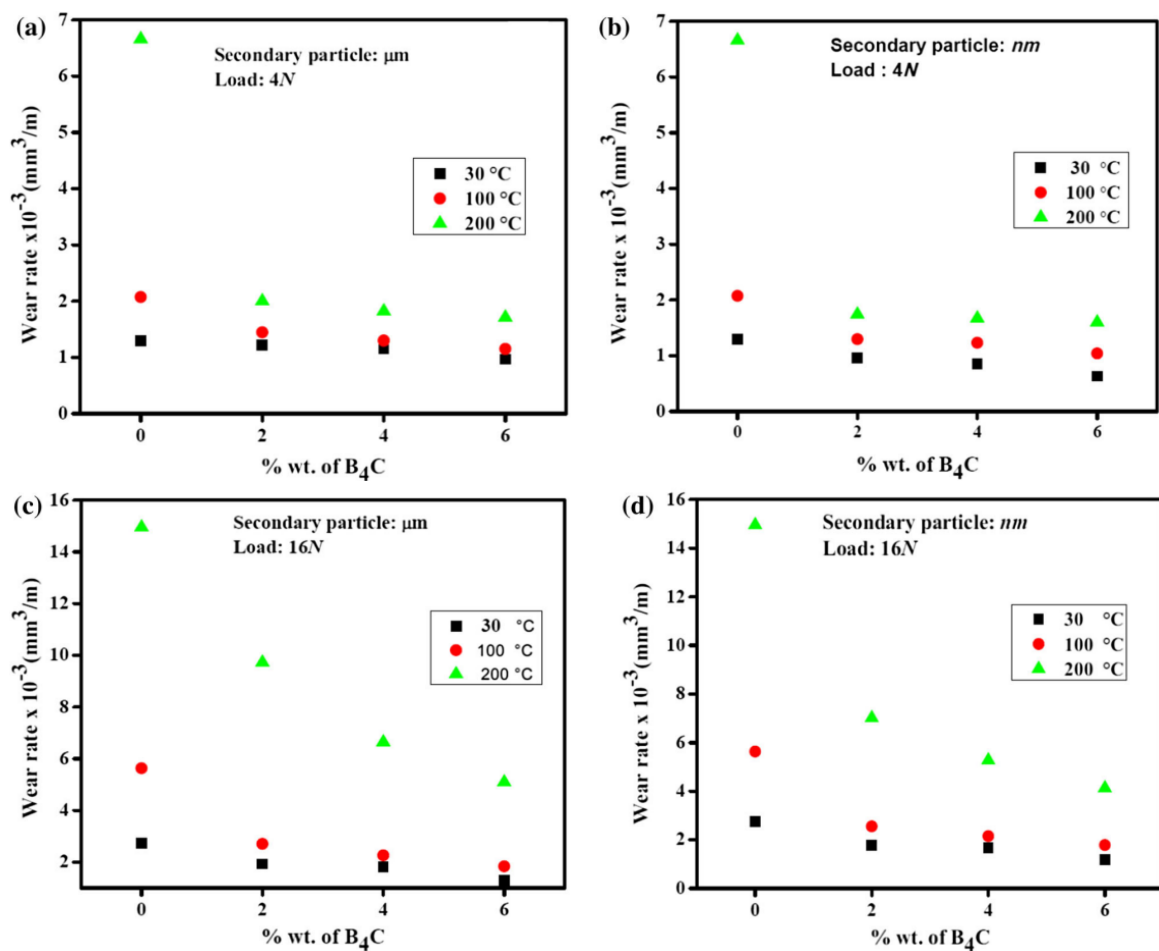 (a)
Secondary particle: μm
Load: 4N
30 °C
100 °C
200 °C
7
6
5
4
3
2
1
0
Wear rate x10⁻³(mm³/m)
0 2 4 6
% wt. of B₄C
(b)
Secondary particle: nm
Load : 4N
30 °C
100 °C
200 °C
7
6
5
4
3
2
1
0
Wear rate x 10⁻³(mm³/m)
0 2 4 6
% wt. of B₄C
(c)
Secondary particle: μm
Load: 16N
30 °C
100 °C
200 °C
16
14
12
10
8
6
4
2
Wear rate x 10⁻³(mm³/m)
0 2 4 6
% wt. of B₄C
(d)
Secondary particle: nm
Load: 16N
30 °C
100 °C
200 °C
16
14
12
10
8
6
4
2
0
Wear rate x 10⁻³(mm³/m)
0 2 4 6
% wt. of B₄C